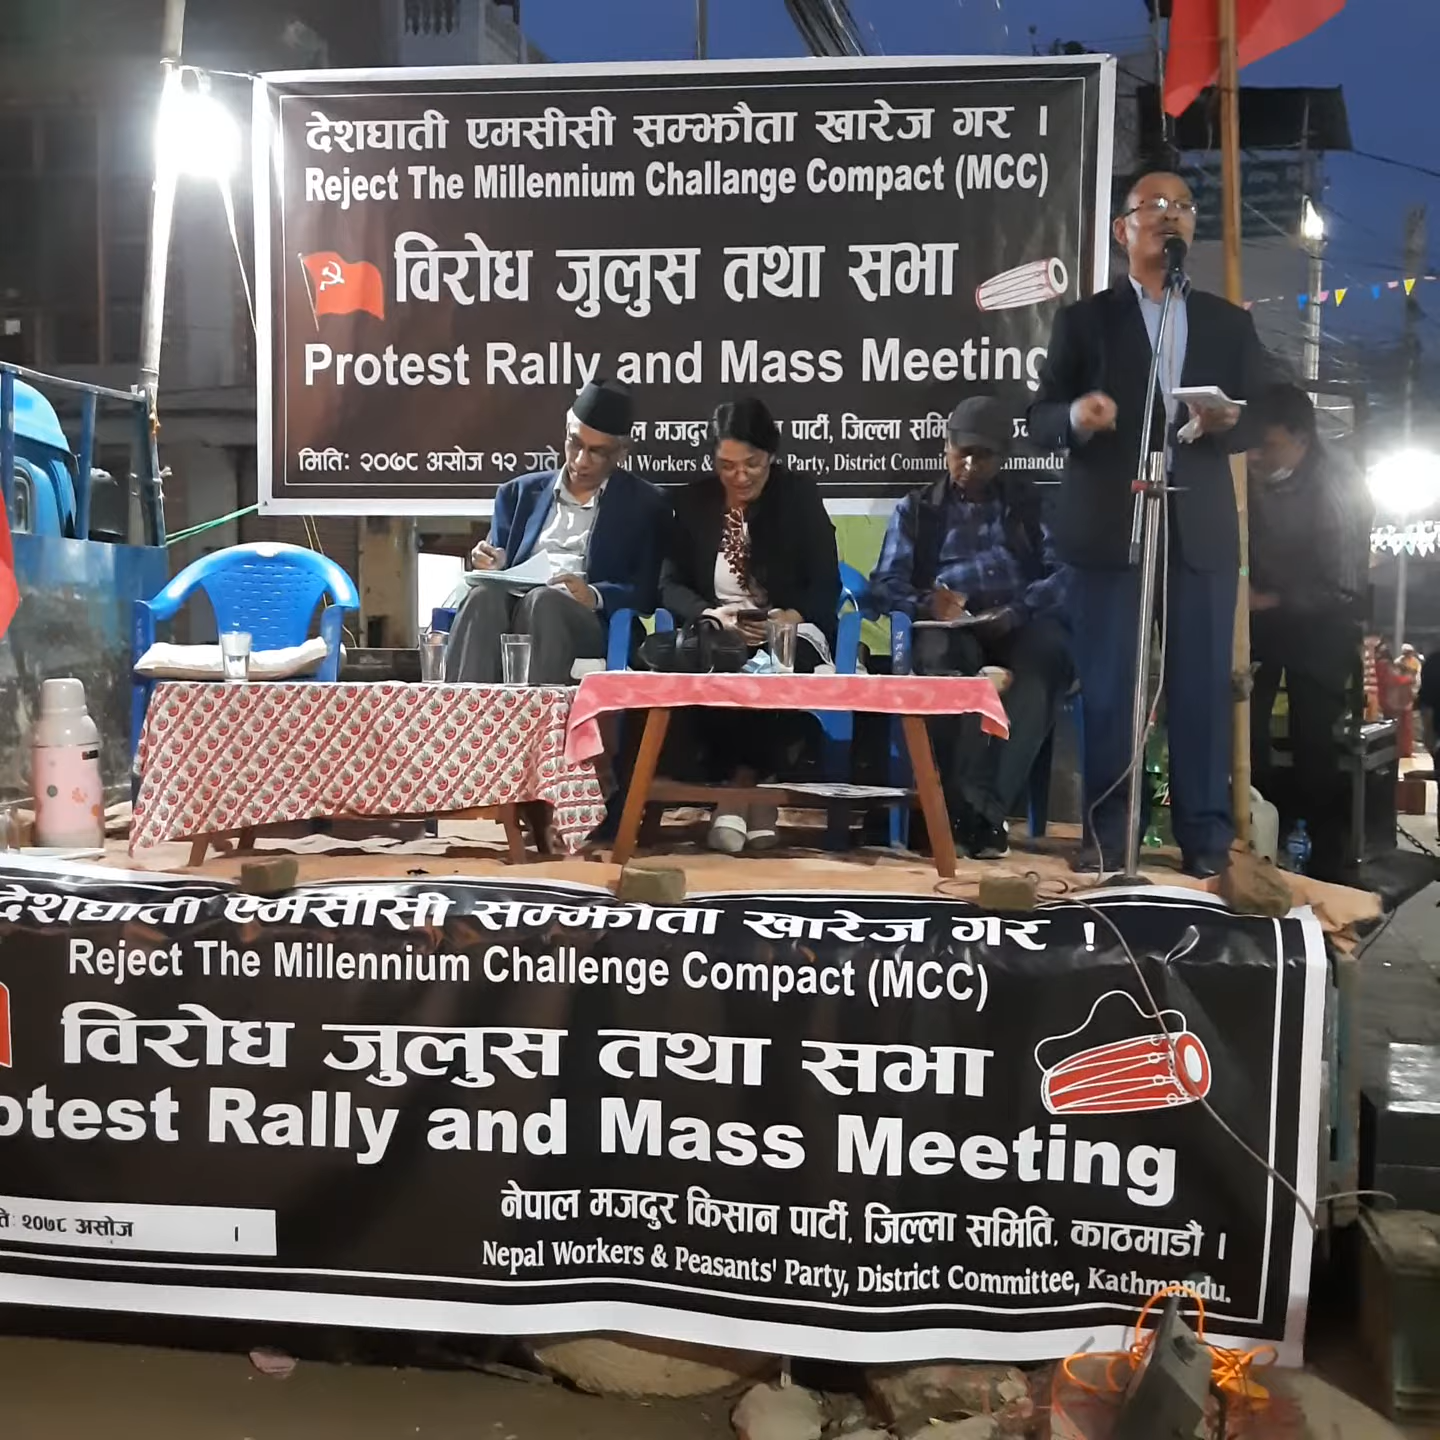 देशघाती एमसीसी सम्झौता खारेज गर ।
Reject The Millennium Challange Compact (MCC)
विरोध जुलुस तथा सभा
Protest Rally and Mass Meeting
मजदुर पार्टी, जिल्ला
मितिः २०७८ असोज १२ गते
Workers & Party, District
देशघाती एमसीसी सम्झौता खारेज गर !
Reject The Millennium Challenge Compact (MCC)
विरोध जुलुस तथा सभा
otest Rally and Mass Meeting
नेपाल मजदुर किसान पार्टी, जिल्ला समिति, काठमाडौं ।
२०७८ असोज ।
Nepal Workers & Peasants' Party, District Committee, Kathmandu.